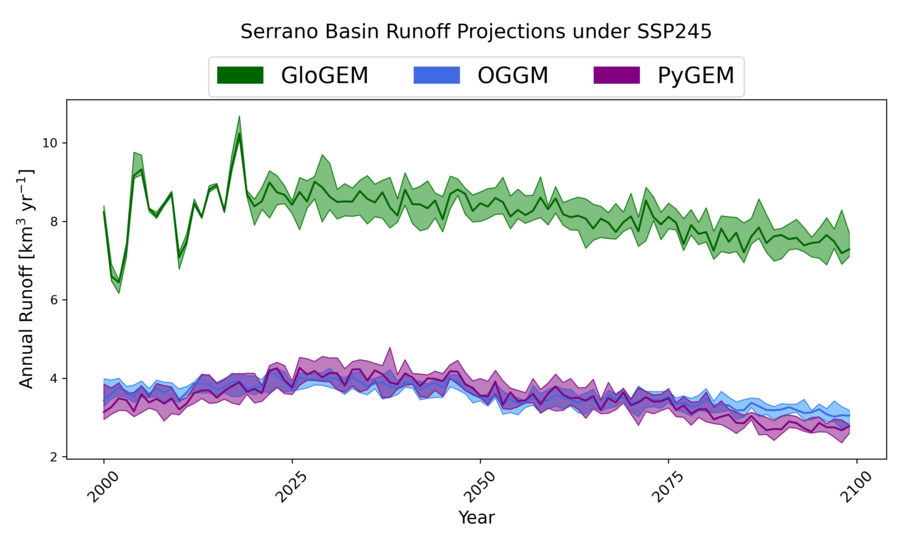 Serrano Basin Runoff Projections under SSP245
GloGEM OGGM PyGEM
Annual Runoff [km³ yr⁻¹]
10
8
6
4
2
2000 2025 2050 2075 2100
Year